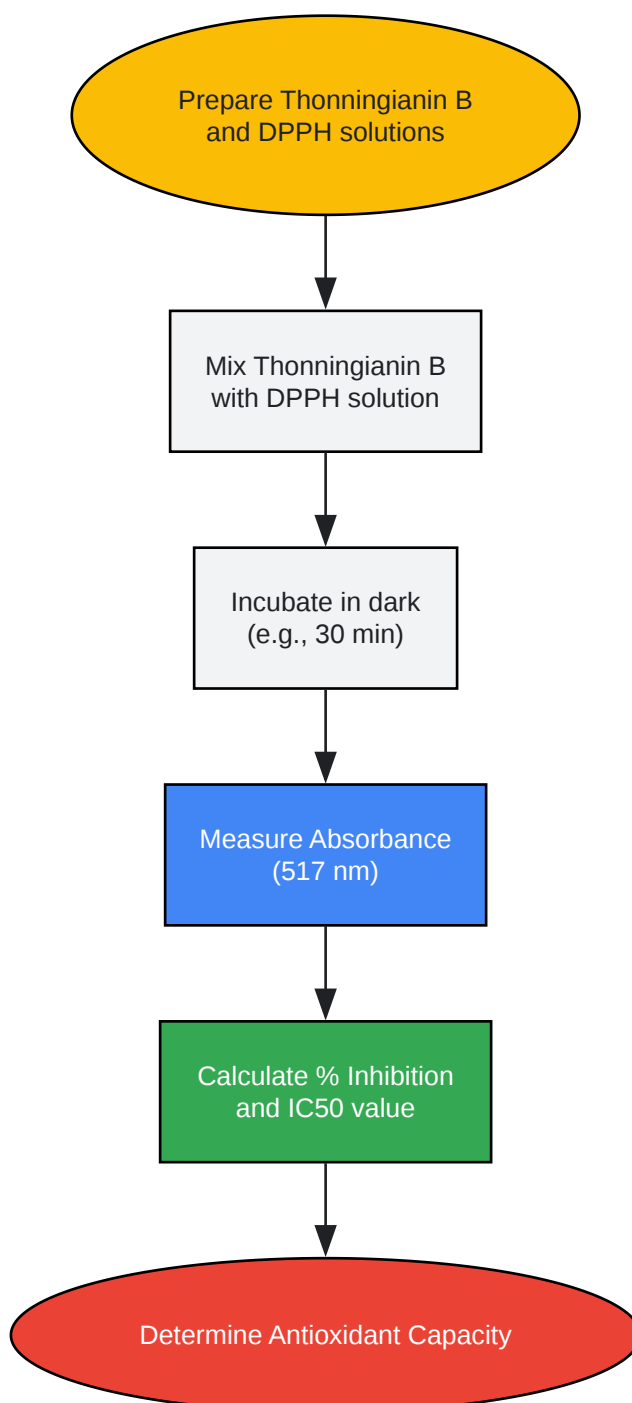 Prepare Thonningianin B
and DPPH solutions
Mix Thonningianin B
with DPPH solution
Incubate in dark
(e.g., 30 min)
Measure Absorbance
(517 nm)
Calculate % Inhibition
and IC50 value
Determine Antioxidant Capacity